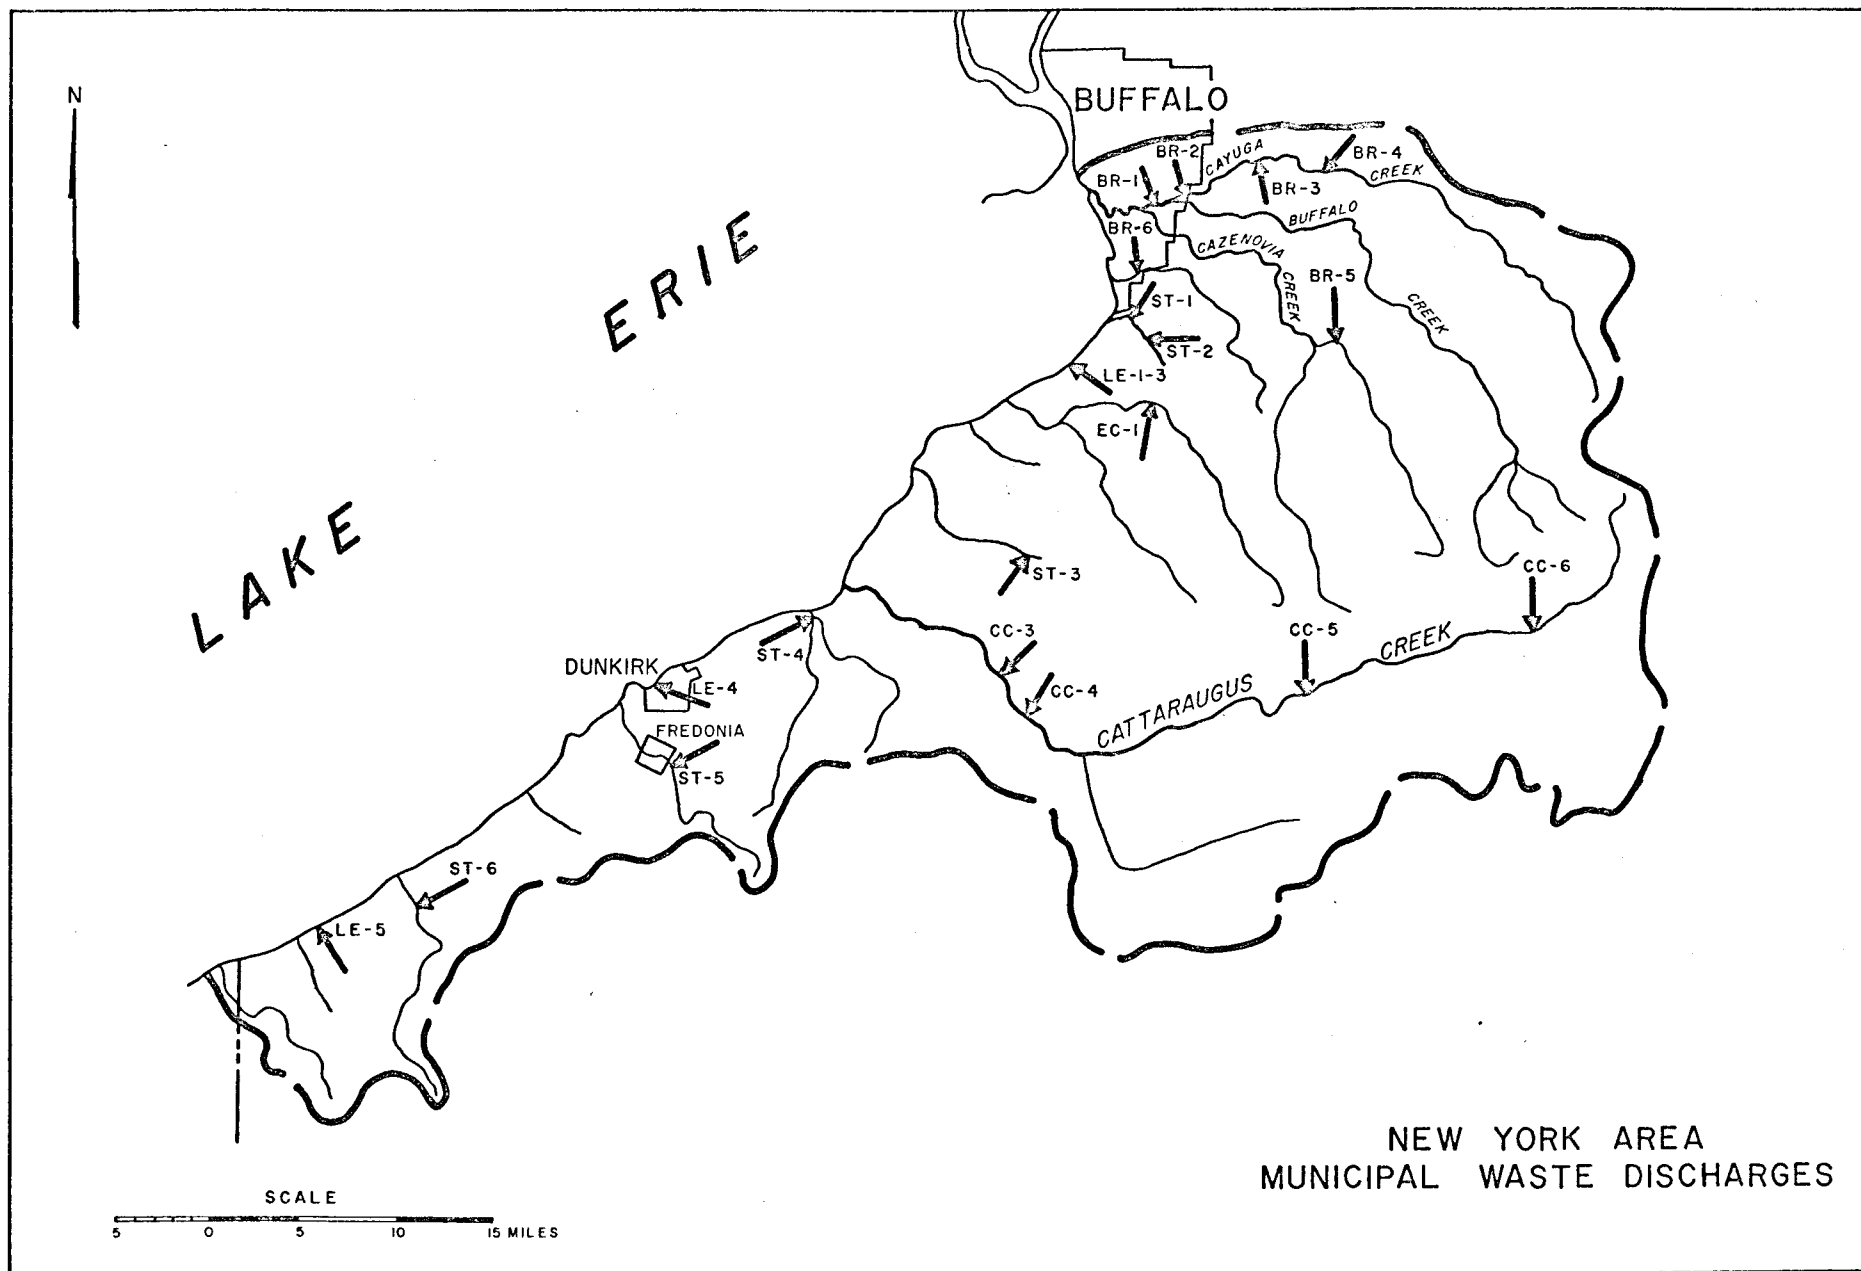 N
BUFFALO
BR-2
CAYUGA
CREEK
BR-4
BR-1
BR-3
BUFFALO
CREEK
BR-6
CAZENOVIA
CREEK
BR-5
ST-1
ST-2
LE-1-3
EC-1
LAKE ERIE
ST-3
CC-6
CC-3
CC-5
CC-4
CATTARAUGUS CREEK
ST-4
DUNKIRK
LE-4
FREDONIA
ST-5
ST-6
LE-5
NEW YORK AREA
MUNICIPAL WASTE DISCHARGES
SCALE
5 0 5 10 15 MILES